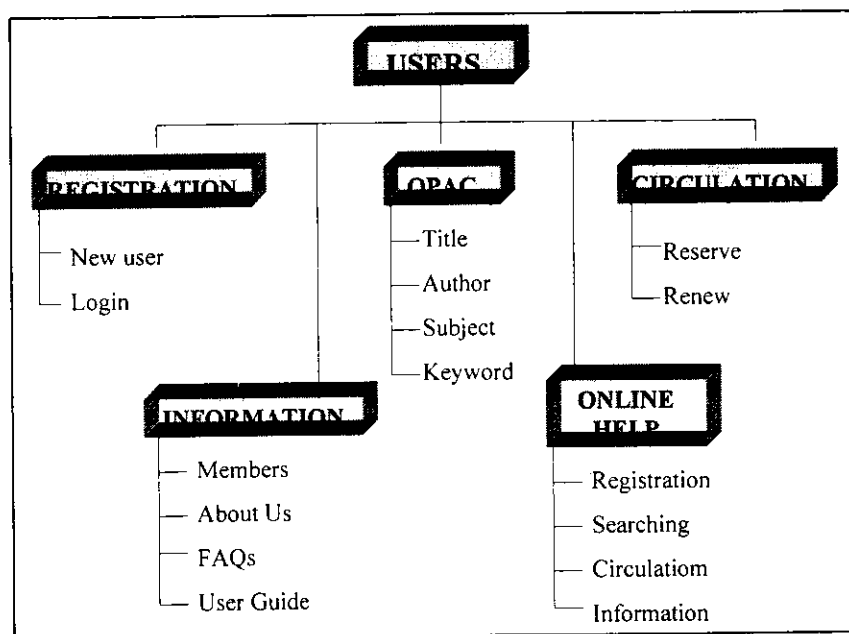 USERS
REGISTRATION
OPAC
CIRCULATION
New user
Login
Title
Author
Subject
Keyword
Reserve
Renew
INFORMATION
Members
About Us
FAQs
User Guide
ONLINE
HELP
Registration
Searching
Circulatiom
Information